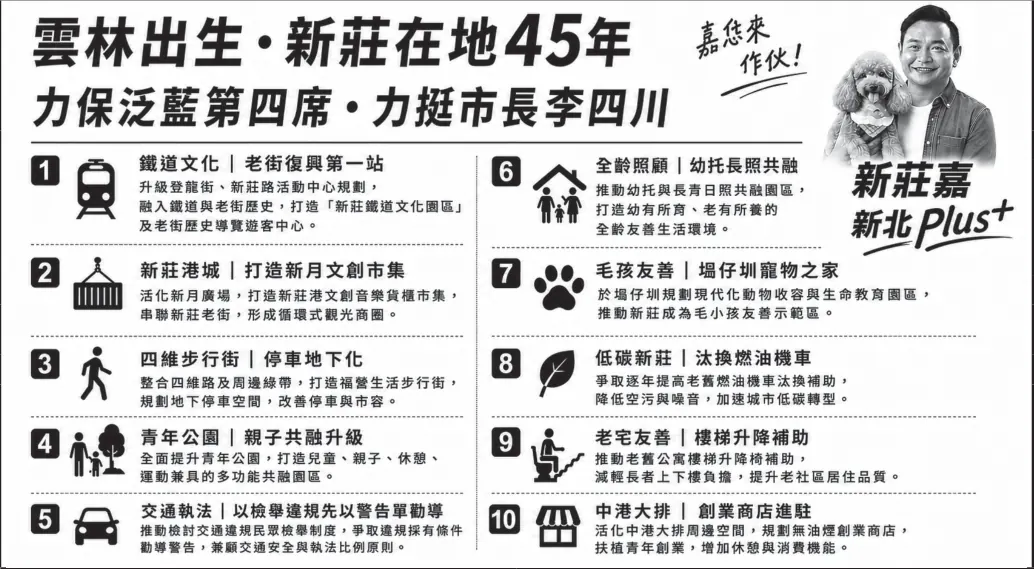 雲林出生・新莊在地45年
力保泛藍第四席・力挺市長李四川
嘉恁來
作伙!
新莊嘉
新北Plus+
1
鐵道文化|老街復興第一站
升級登龍街、新莊路活動中心規劃,
融入鐵道與老街歷史,打造「新莊鐵道文化園區」
及老街歷史導覽遊客中心。
2
新莊港城|打造新月文創市集
活化新月廣場,打造新莊港文創音樂貨櫃市集,
串聯新莊老街,形成循環式觀光商圈。
3
四維步行街|停車地下化
整合四維路及周邊綠帶,打造福營生活步行街,
規劃地下停車空間,改善停車與市容。
4
青年公園|親子共融升級
全面提升青年公園,打造兒童、親子、休憩、
運動兼具的多功能共融園區。
5
交通執法|以檢舉違規先以警告單勸導
推動檢討交通違規民眾檢舉制度,爭取違規採有條件
勸導警告,兼顧交通安全與執法比例原則。
6
全齡照顧|幼托長照共融
推動幼托與長青日照共融園區,
打造幼有所育、老有所養的
全齡友善生活環境。
7
毛孩友善|塭仔圳寵物之家
於塭仔圳規劃現代化動物收容與生命教育園區,
推動新莊成為毛小孩友善示範區。
8
低碳新莊|汰換燃油機車
爭取逐年提高老舊燃油機車汰換補助,
降低空污與噪音,加速城市低碳轉型。
9
老宅友善|樓梯升降補助
推動老舊公寓樓梯升降椅補助,
減輕長者上下樓負擔,提升老社區居住品質。
10
中港大排|創業商店進駐
活化中港大排周邊空間,規劃無油煙創業商店,
扶植青年創業,增加休憩與消費機能。